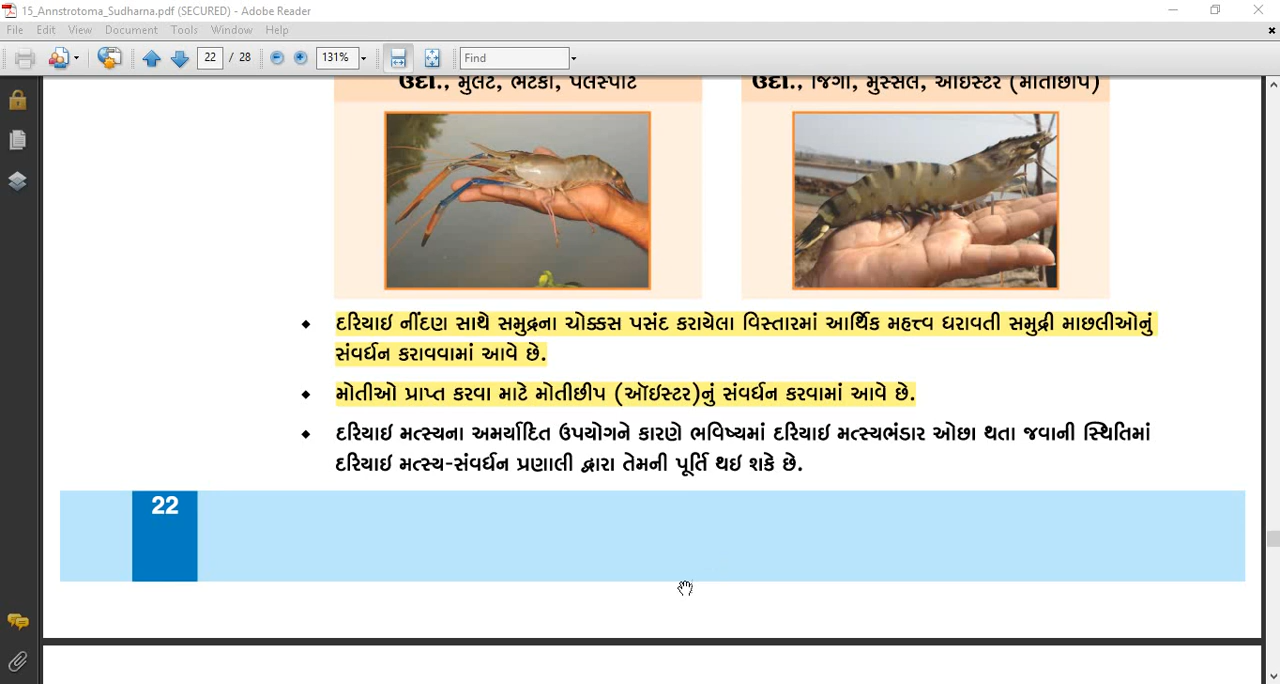 15_Annstrotoma_Sudharna.pdf (SECURED) - Adobe Reader
File Edit View Document Tools Window Help
22 / 28 131% Find
ઉદા., મુલેટ, ભેટકી, પર્લસ્પૉટ ઉદા., જિંગા, મુસ્સલ, ઑઇસ્ટર (મોતીછીપ)
♦ દરિયાઇ નીંદણ સાથે સમુદ્રના ચોક્કસ પસંદ કરાયેલા વિસ્તારમાં આર્થિક મહત્ત્વ ધરાવતી સમુદ્રી માછલીઓનું
સંવર્ધન કરાવવામાં આવે છે.
♦ મોતીઓ પ્રાપ્ત કરવા માટે મોતીછીપ (ઑઈસ્ટર)નું સંવર્ધન કરવામાં આવે છે.
♦ દરિયાઇ મત્સ્યના અમર્યાદિત ઉપયોગને કારણે ભવિષ્યમાં દરિયાઇ મત્સ્યભંડાર ઓછા થતા જવાની સ્થિતિમાં
દરિયાઇ મત્સ્ય-સંવર્ધન પ્રણાલી દ્વારા તેમની પૂર્તિ થઇ શકે છે.
22